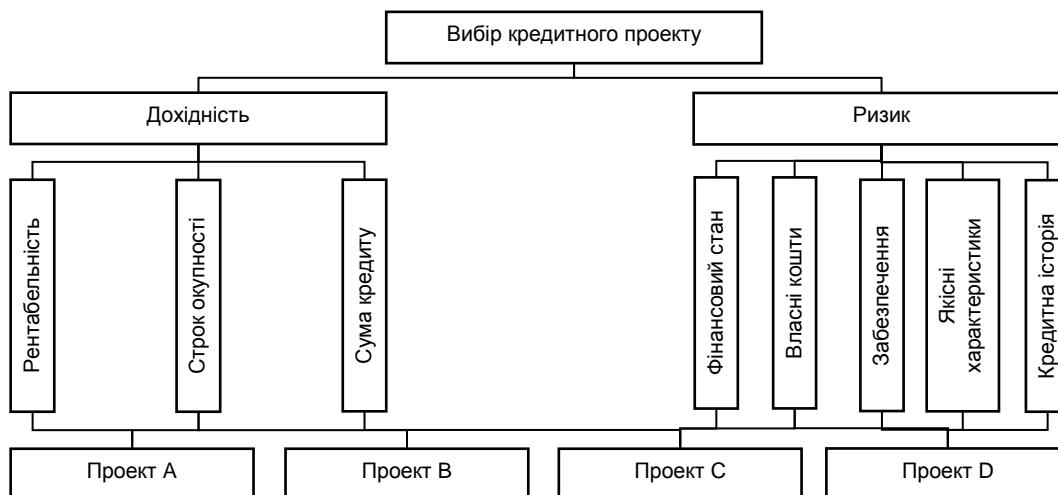 Вибір кредитного проекту
Дохідність
Ризик
Рентабельність
Строк окупності
Сума кредиту
Фінансовий стан
Власні кошти
Забезпечення
Якісні
характеристики
Кредитна історія
Проект A
Проект B
Проект C
Проект D